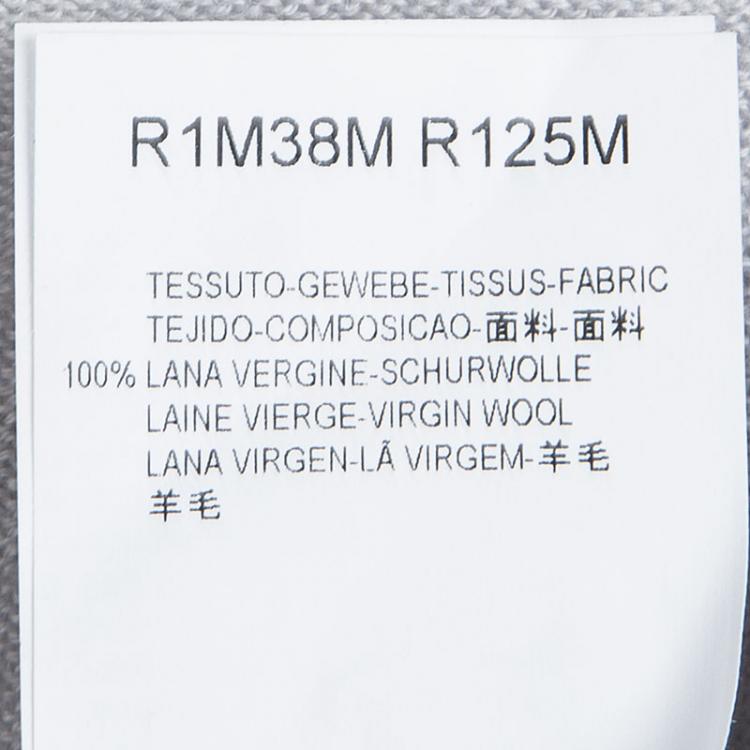 R1M38M R125M
TESSUTO-GEWEBE-TISSUS-FABRIC
TEJIDO-COMPOSICAO-面料-面料
100% LANA VERGINE-SCHURWOLLE
LAINE VIERGE-VIRGIN WOOL
LANA VIRGEN-LÃ VIRGEM-羊毛
羊毛